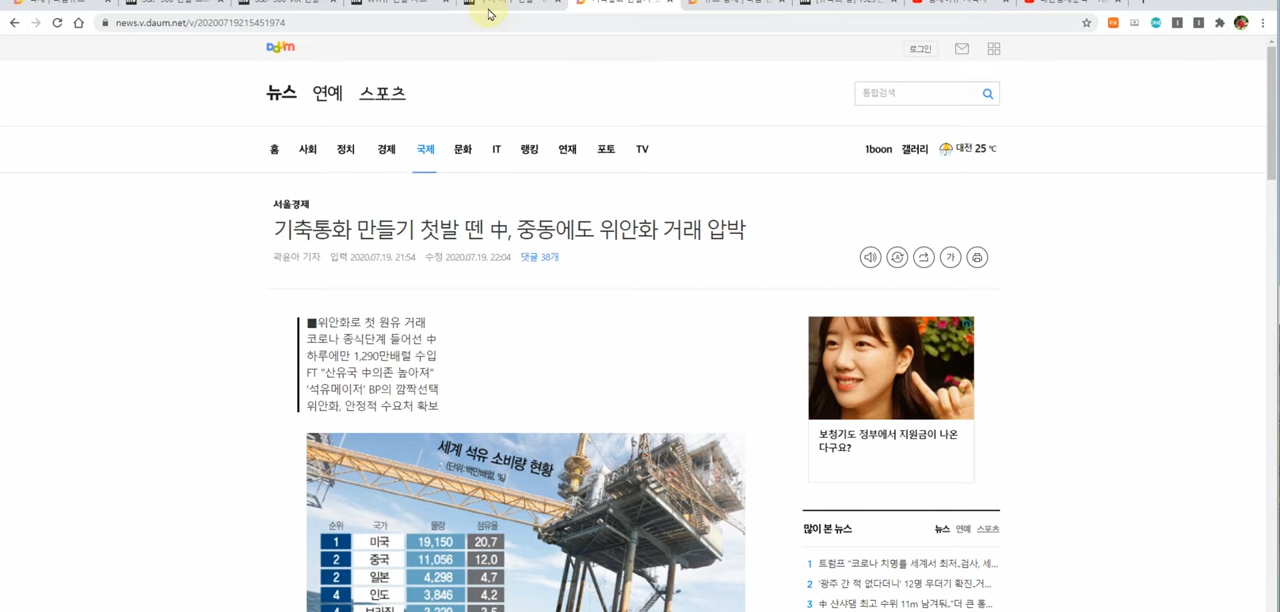 news.v.daum.net/v/20200719215451974
Daum
로그인
뉴스 연예 스포츠
통합검색
홈 사회 정치 경제 국제 문화 IT 랭킹 연재 포토 TV
1boon 갤러리 대전 25 ℃
서울경제
기축통화 만들기 첫발 뗀 中, 중동에도 위안화 거래 압박
곽윤아 기자 입력 2020.07.19. 21:54 수정 2020.07.19. 22:04 댓글 38개
가
■위안화로 첫 원유 거래
코로나 종식단계 들어선 中
하루에만 1,290만배럴 수입
FT "산유국 中의존 높아져"
'석유메이저' BP의 깜짝선택
위안화, 안정적 수요처 확보
세계 석유 소비량 현황
(단위:백만배럴, %)
순위 국가 물량 점유율
1 미국 19,150 20.7
2 중국 11,056 12.0
2 일본 4,298 4.7
4 인도 3,846 4.2
보청기도 정부에서 지원금이 나온
다구요?
많이 본 뉴스 뉴스 연예 스포츠
1 트럼프 "코로나 치명률 세계서 최저..검사, 세...
2 '광주 간 적 없다더니' 12명 무더기 확진..거...
3 中 산샤댐 최고 수위 11m 남겨둬.."더 큰 홍...